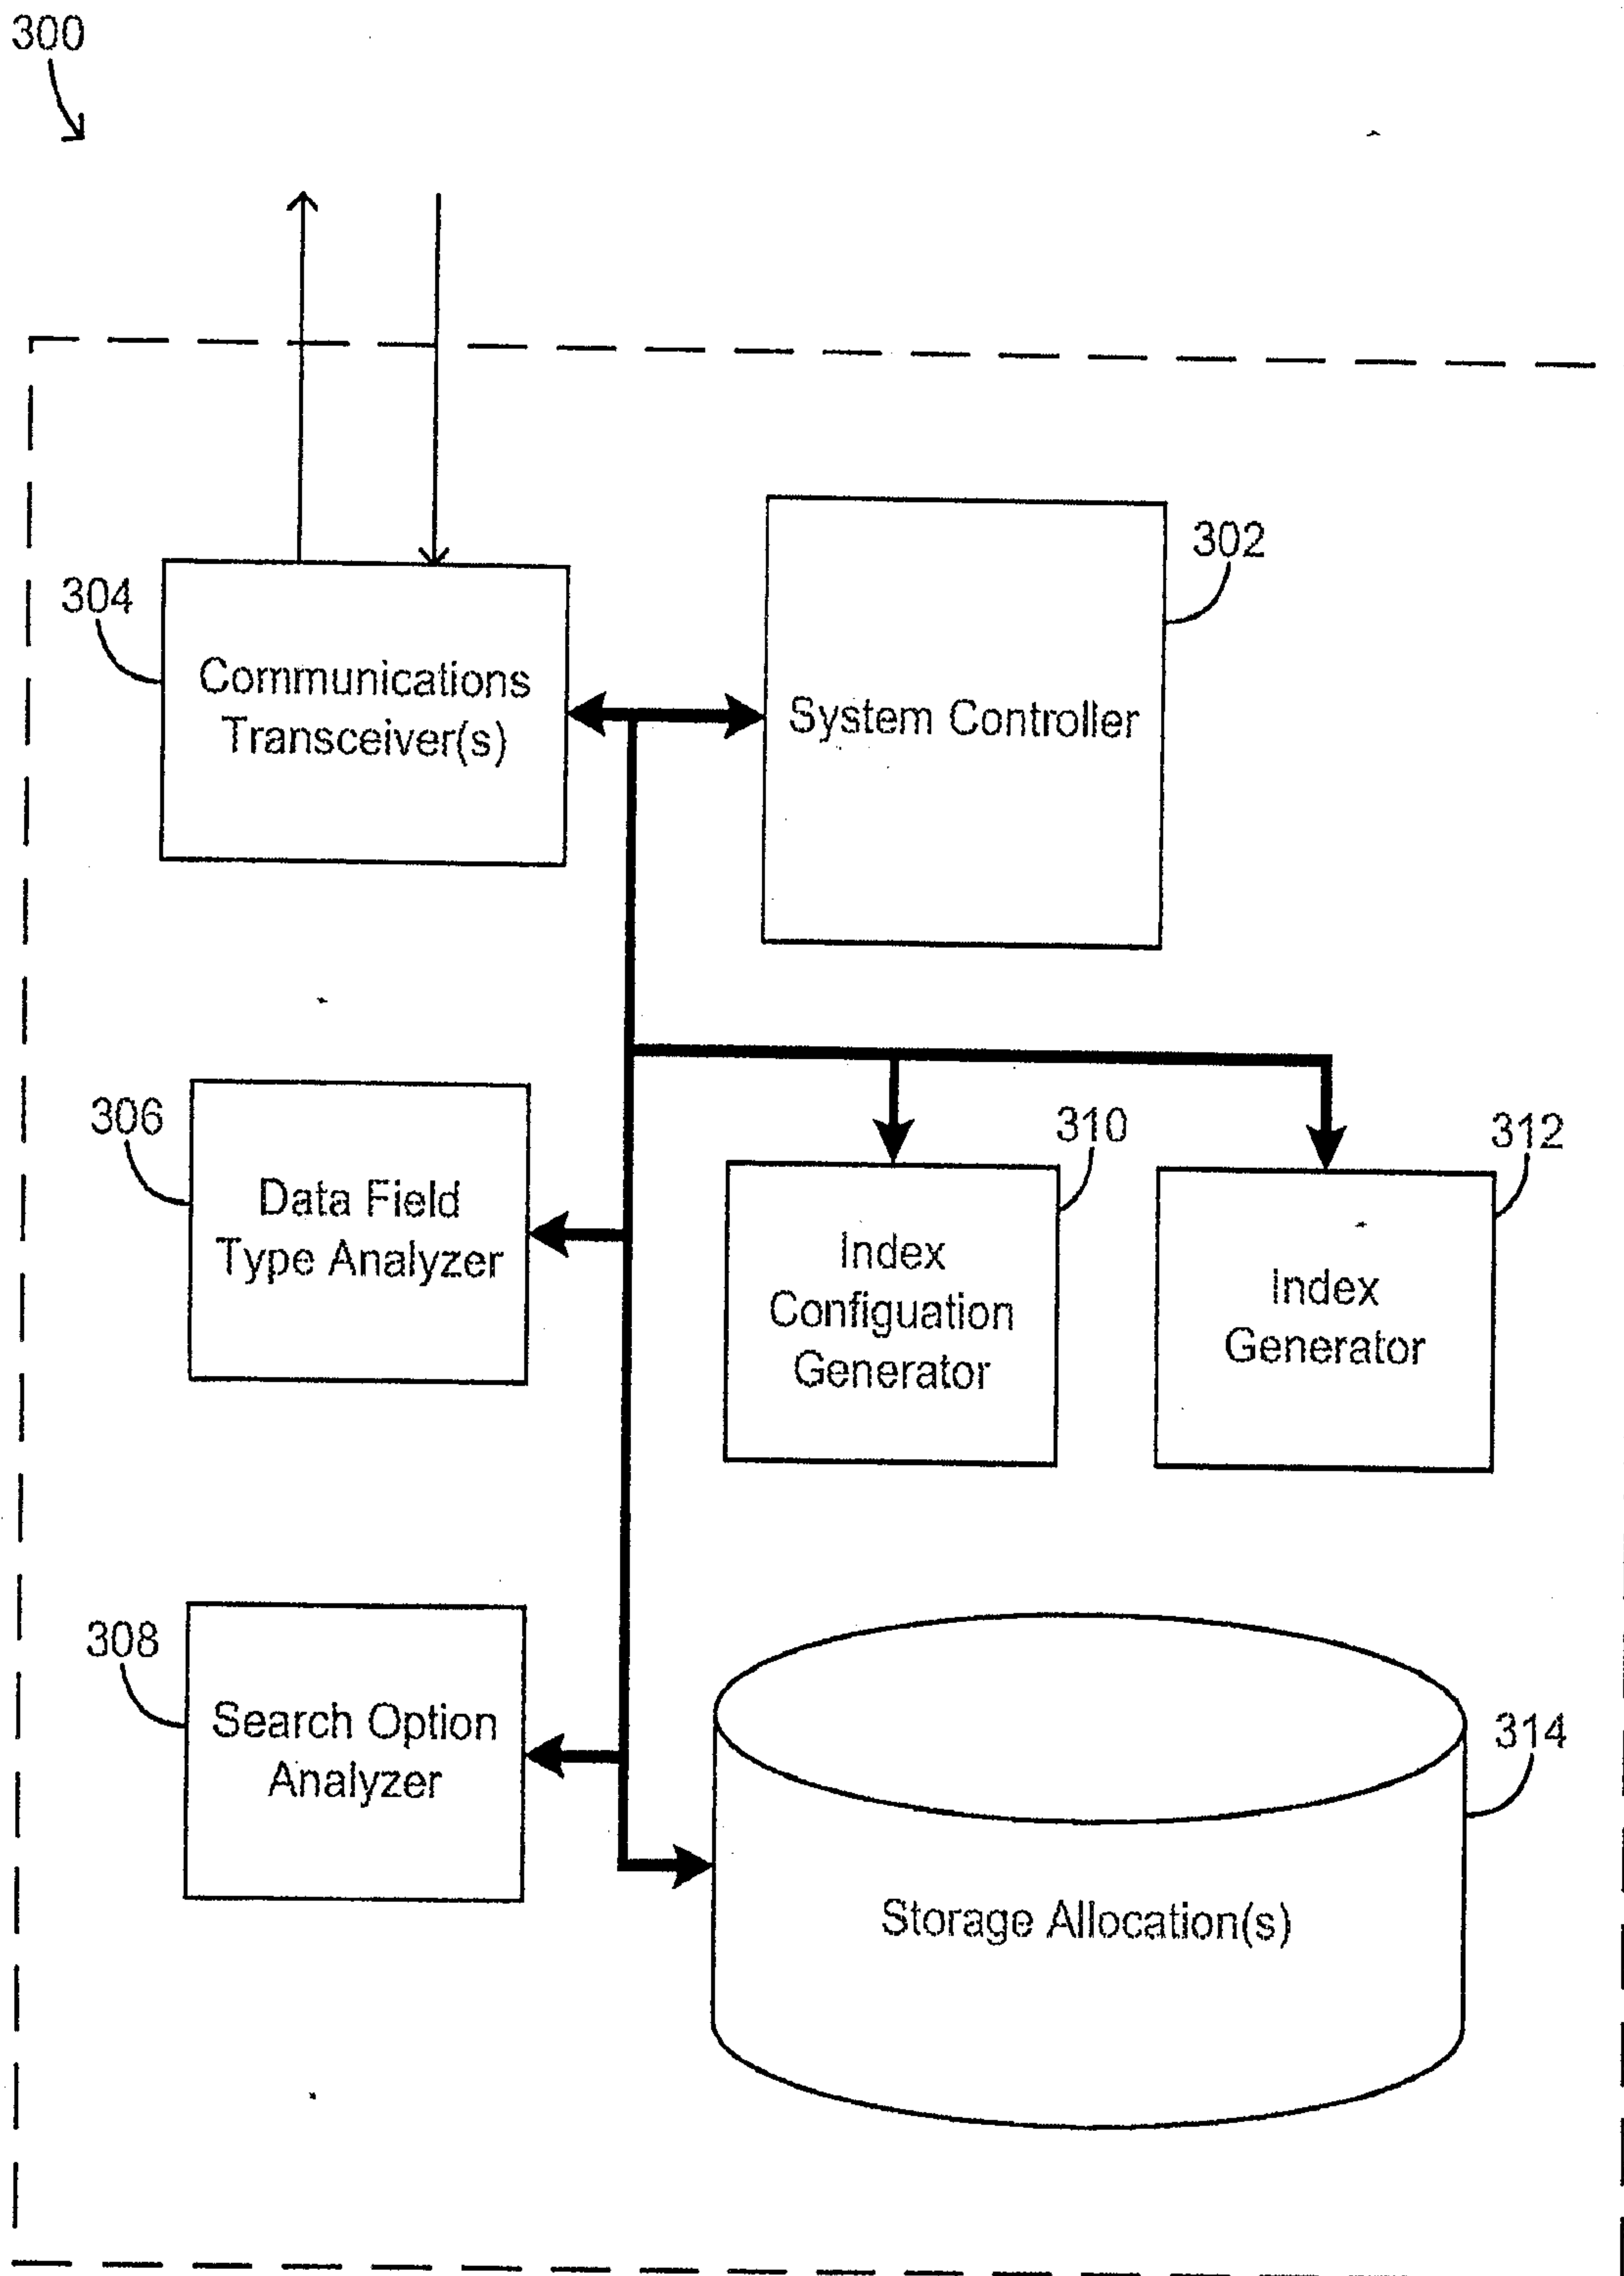 300
302
304
Communications
Transceiver(s)
System Controller
306
Data Field
Type Analyzer
310
Index
Configuation
Generator
312
Index
Generator
308
Search Option
Analyzer
314
Storage Allocation(s)